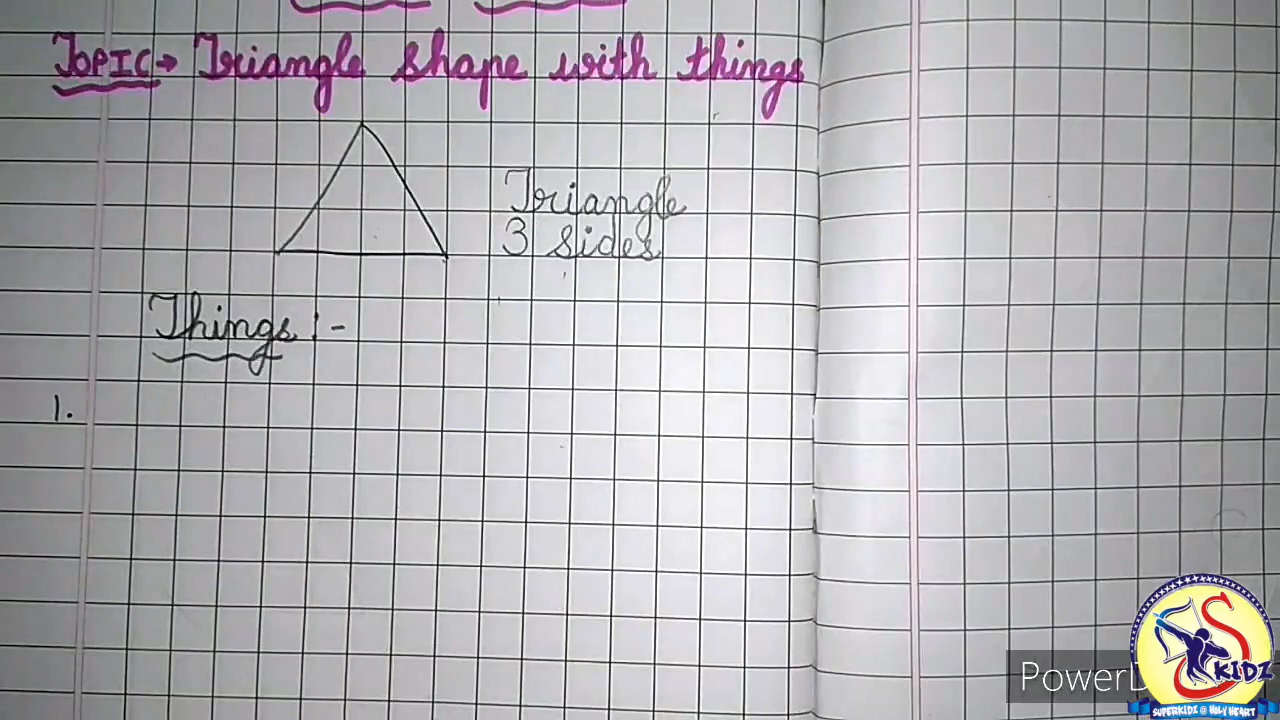 TOPIC→ Triangle shape with things
Triangle
3 sides
Things :-
1.
PowerD
S
KIDZ
SUPERKIDZ @ HOLY HEART